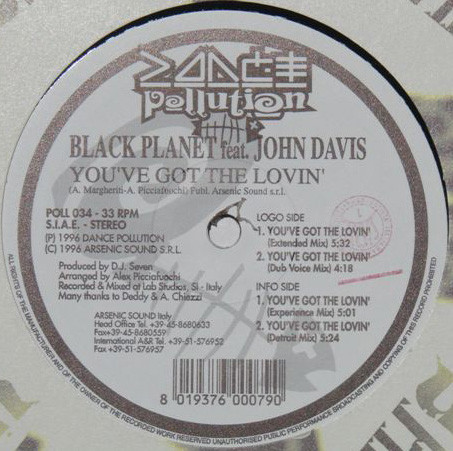 DANCE
pollution
BLACK PLANET feat. JOHN DAVIS
YOU'VE GOT THE LOVIN'
(A. Margheriti-A. Picciafuochi) Publ. Arsenic Sound s.r.l.
POLL 034 - 33 RPM
S.I.A.E. - STEREO
(P) 1996 DANCE POLLUTION
(C) 1996 ARSENIC SOUND S.R.L.
Produced by D.J. Seven
Arranged by Alex Picciafuochi
Recorded & Mixed at Lab Studios, SI - Italy
Many thanks to Deddy & A. Chiezzi
ARSENIC SOUND Italy
Head Office Tel. +39-45-8680633
Fax+39-45-8680559
International A&R Tel. +39-51-576952
Fax +39-51-576957
LOGO SIDE
1. YOU'VE GOT THE LOVIN'
(Extended Mix) 5:32
2. YOU'VE GOT THE LOVIN'
(Dub Voice Mix) 4:18
INFO SIDE
1. YOU'VE GOT THE LOVIN'
(Experience Mix) 5:01
2. YOU'VE GOT THE LOVIN'
(Detroit Mix) 5:24
8 019376 000790
ALL RIGHTS OF THE MANUFACTURER AND OF THE OWNER OF THE RECORDED WORK RESERVED UNAUTHORISED PUBLIC PERFORMANCE BROADCASTING AND COPYING OF THIS RECORD PROHIBITED